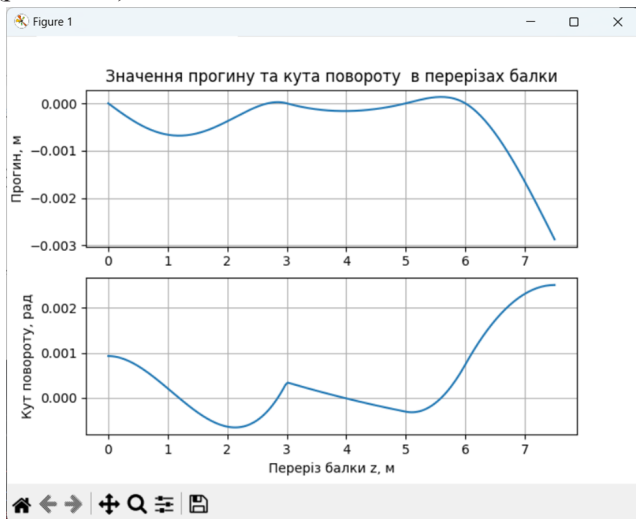 Figure 1
Значення прогину та кута повороту в перерізах балки
Прогин, м
0.000
−0.001
−0.002
−0.003
0 1 2 3 4 5 6 7
Кут повороту, рад
0.002
0.001
0.000
0 1 2 3 4 5 6 7
Переріз балки z, м